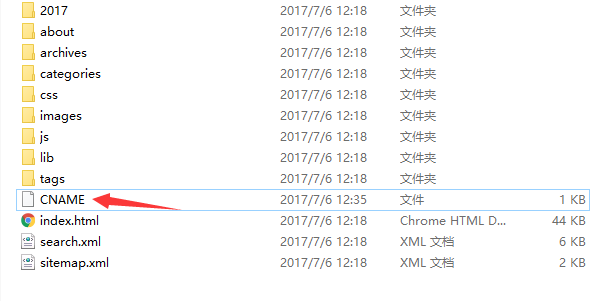 2017 2017/7/6 12:18 文件夹
about 2017/7/6 12:18 文件夹
archives 2017/7/6 12:18 文件夹
categories 2017/7/6 12:18 文件夹
css 2017/7/6 12:18 文件夹
images 2017/7/6 12:18 文件夹
js 2017/7/6 12:18 文件夹
lib 2017/7/6 12:18 文件夹
tags 2017/7/6 12:18 文件夹
CNAME 2017/7/6 12:35 文件 1 KB
index.html 2017/7/6 12:18 Chrome HTML D... 44 KB
search.xml 2017/7/6 12:18 XML 文档 6 KB
sitemap.xml 2017/7/6 12:18 XML 文档 2 KB